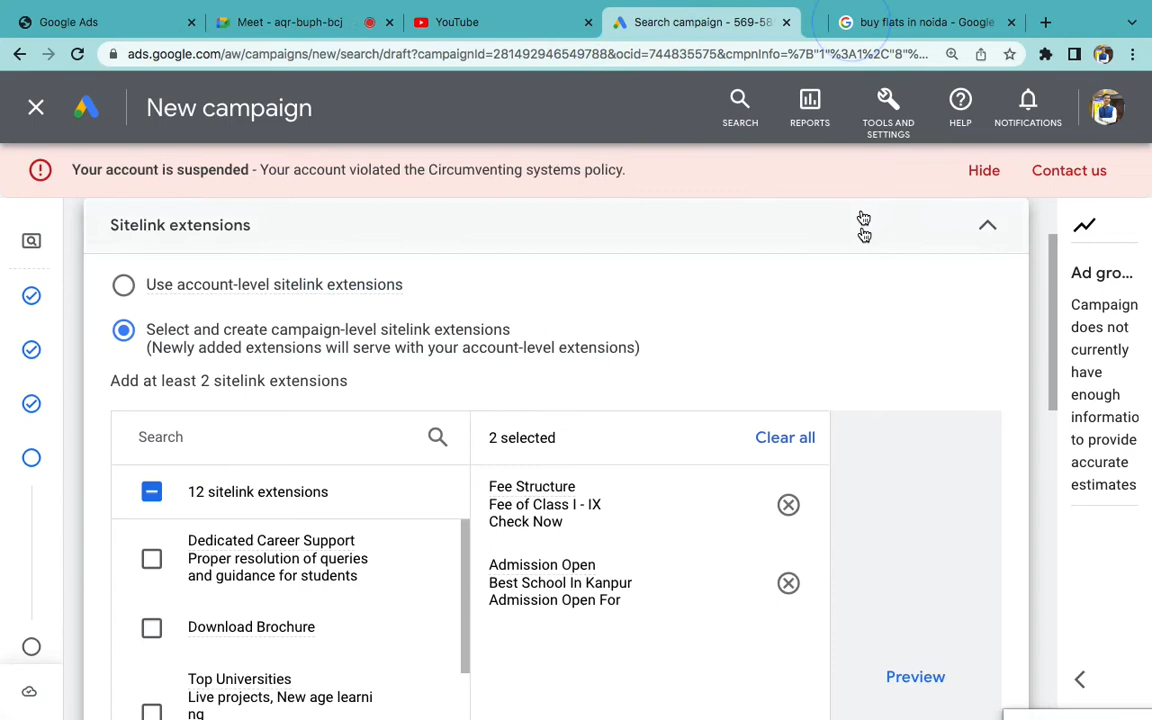 Google Ads
Meet - aqr-buph-bcj
YouTube
Search campaign - 569-58
buy flats in noida - Google
ads.google.com/aw/campaigns/new/search/draft?campaignId=281492946549788&ocid=744835575&cmpnInfo=%7B"1"%3A1%2C"8"%...
New campaign
SEARCH
REPORTS
TOOLS AND
SETTINGS
HELP
NOTIFICATIONS
Your account is suspended - Your account violated the Circumventing systems policy.
Hide
Contact us
Sitelink extensions
Use account-level sitelink extensions
Select and create campaign-level sitelink extensions
(Newly added extensions will serve with your account-level extensions)
Add at least 2 sitelink extensions
Search
12 sitelink extensions
Dedicated Career Support
Proper resolution of queries
and guidance for students
Download Brochure
Top Universities
Live projects, New age learni
ng
2 selected
Clear all
Fee Structure
Fee of Class I - IX
Check Now
Admission Open
Best School In Kanpur
Admission Open For
Preview
Ad gro...
Campaign
does not
currently
have
enough
informatio
to provide
accurate
estimates